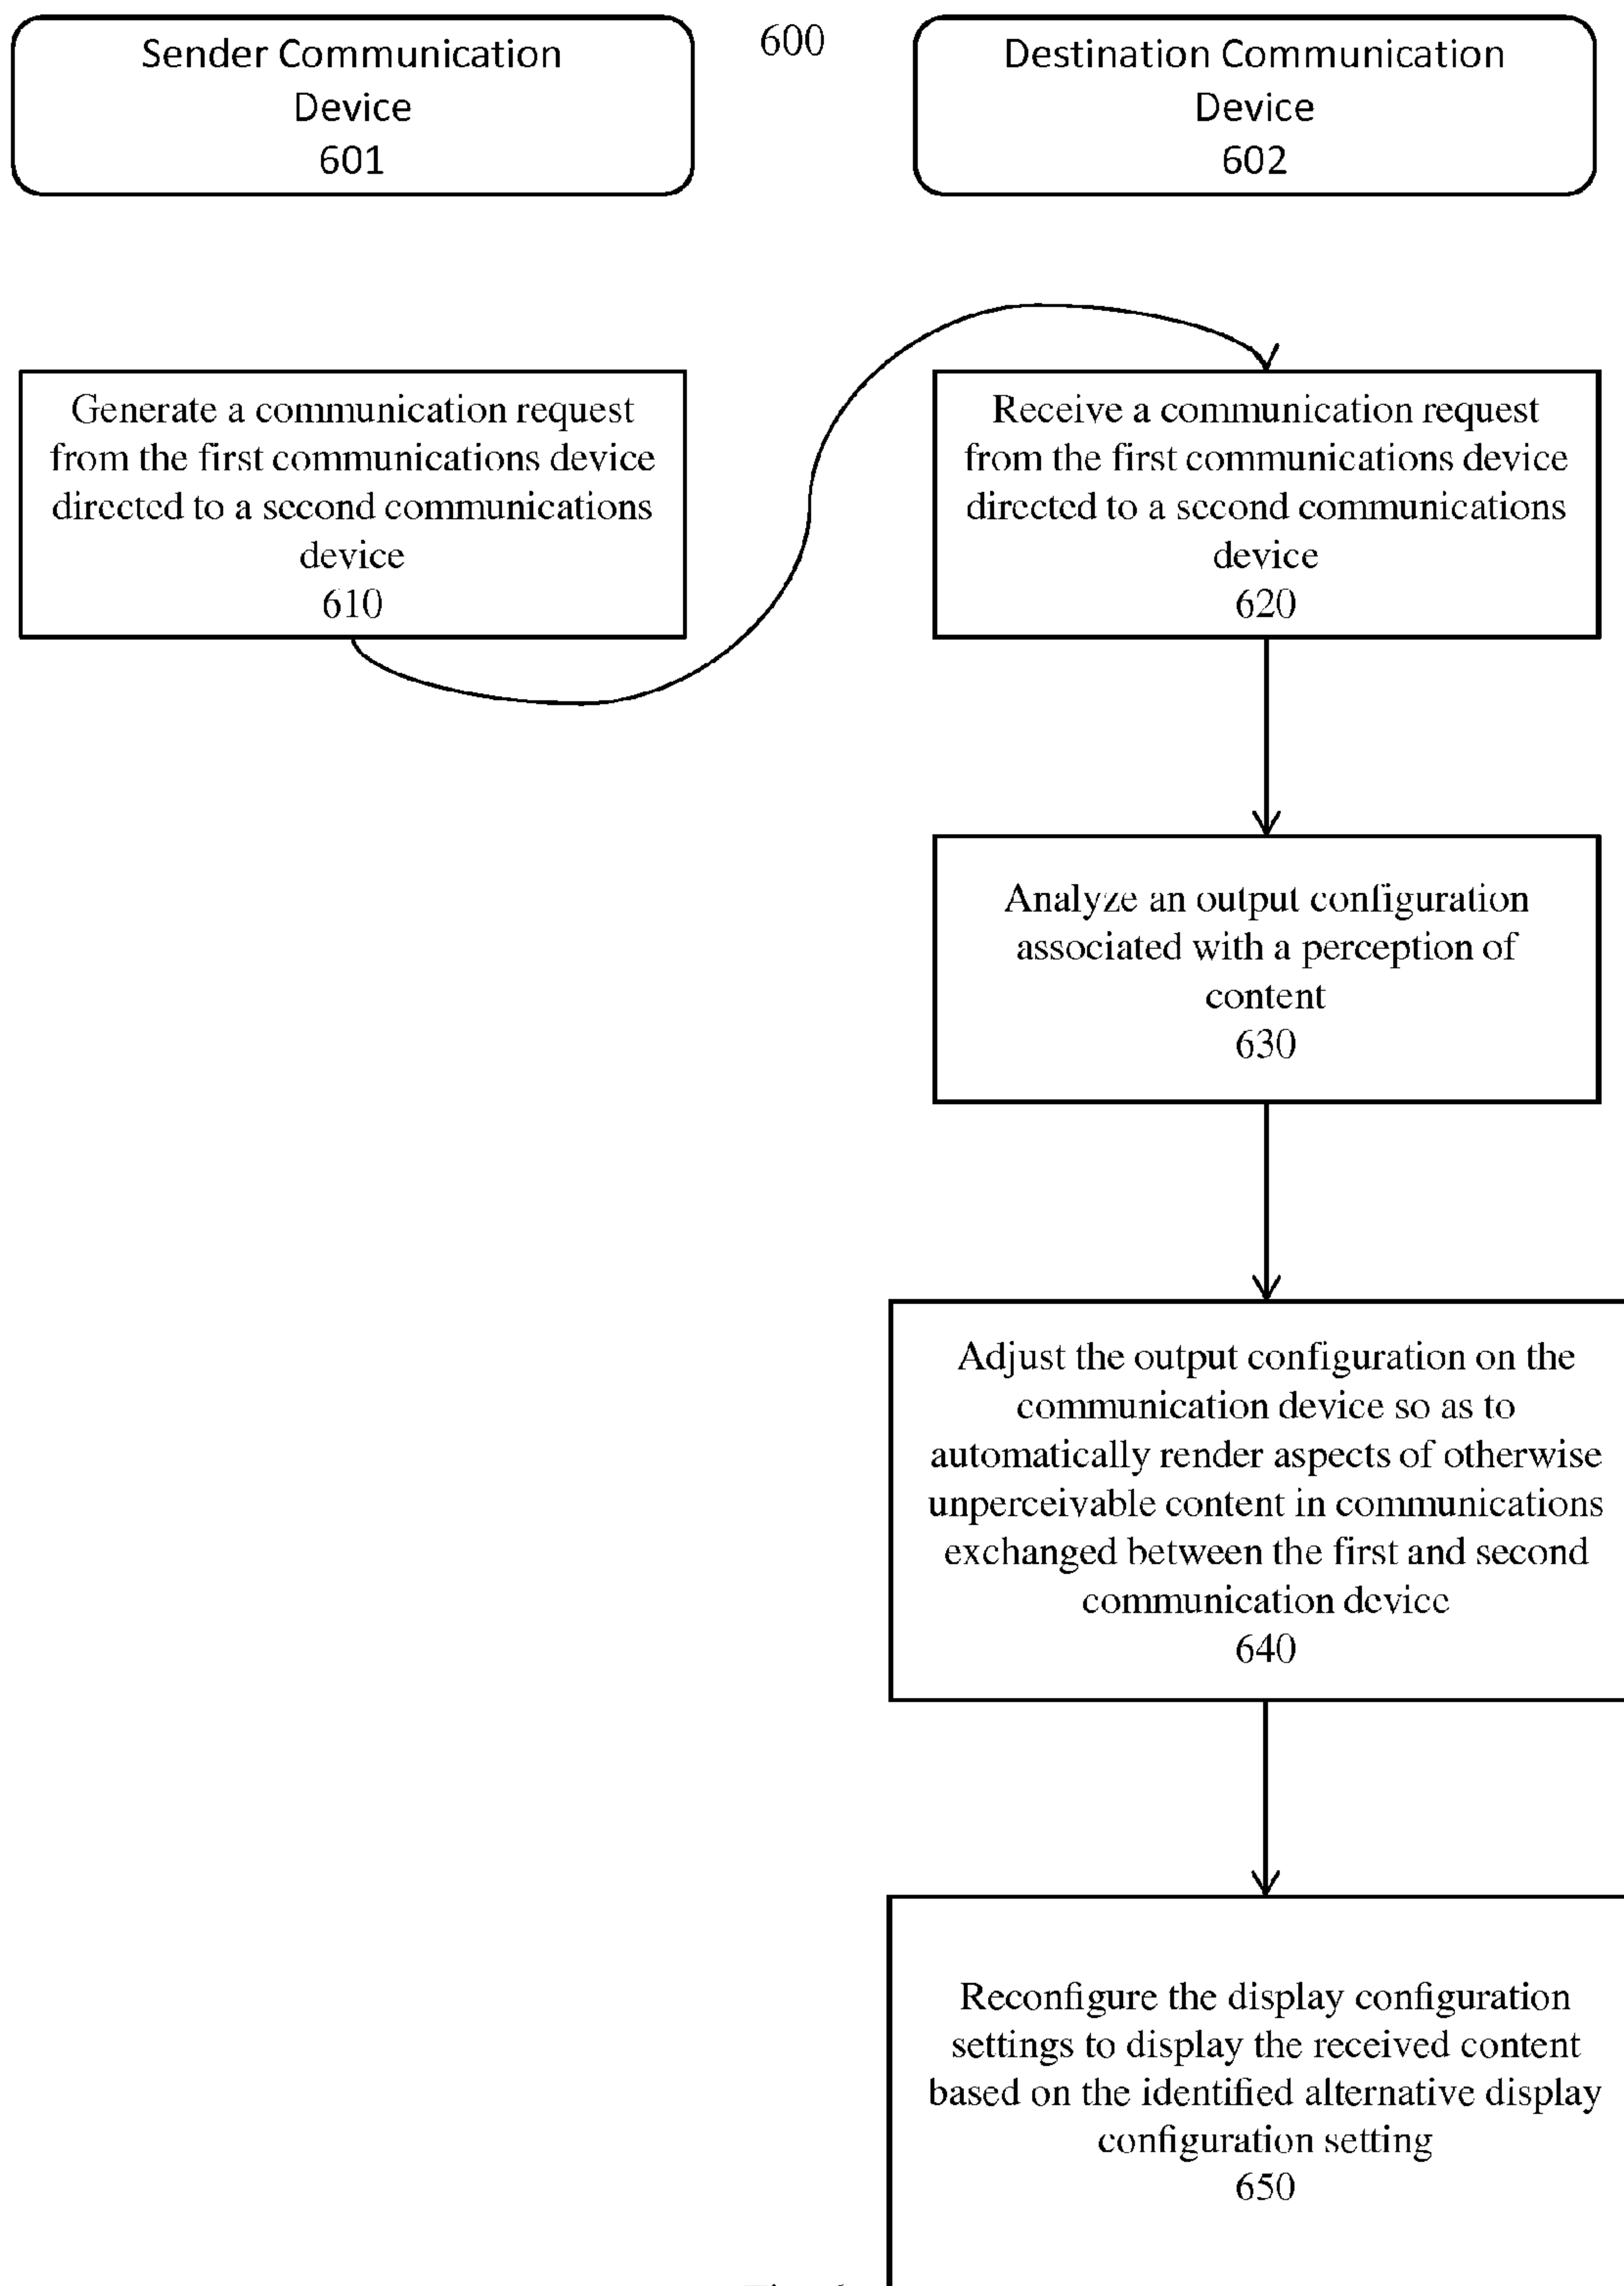 Sender Communication
Device
601
600
Destination Communication
Device
602
Generate a communication request
from the first communications device
directed to a second communications
device
610
Receive a communication request
from the first communications device
directed to a second communications
device
620
Analyze an output configuration
associated with a perception of
content
630
Adjust the output configuration on the
communication device so as to
automatically render aspects of otherwise
unperceivable content in communications
exchanged between the first and second
communication device
640
Reconfigure the display configuration
settings to display the received content
based on the identified alternative display
configuration setting
650